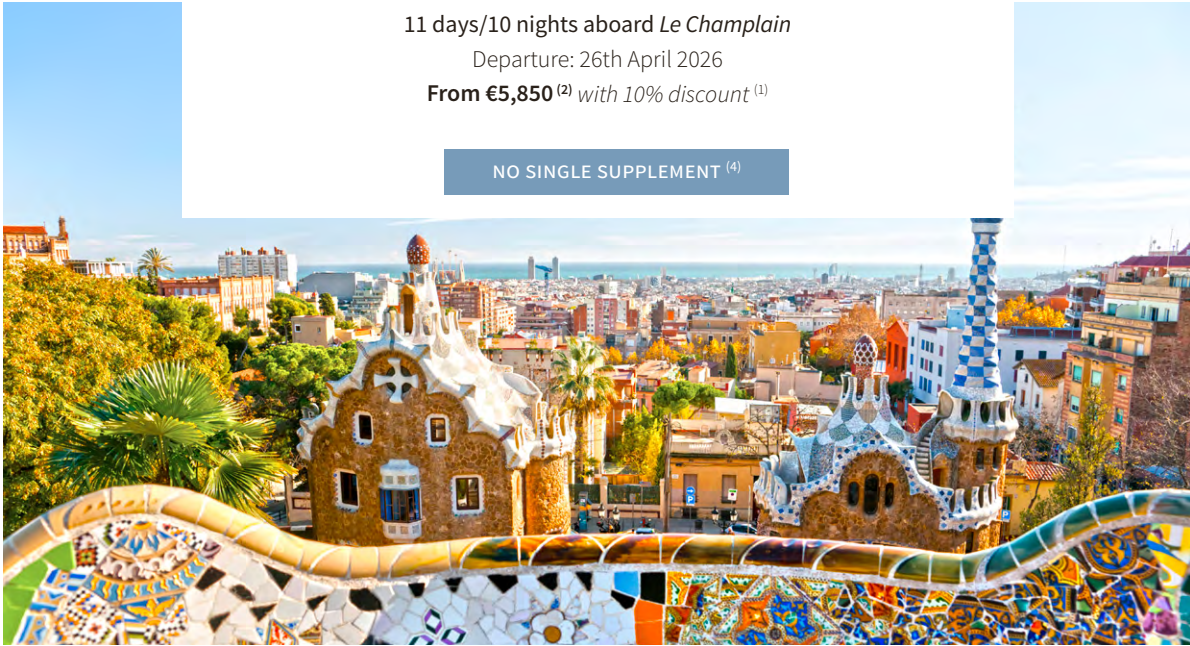 11 days/10 nights aboard Le Champlain
Departure: 26th April 2026
From €5,850 (2) with 10% discount (1)
NO SINGLE SUPPLEMENT (4)